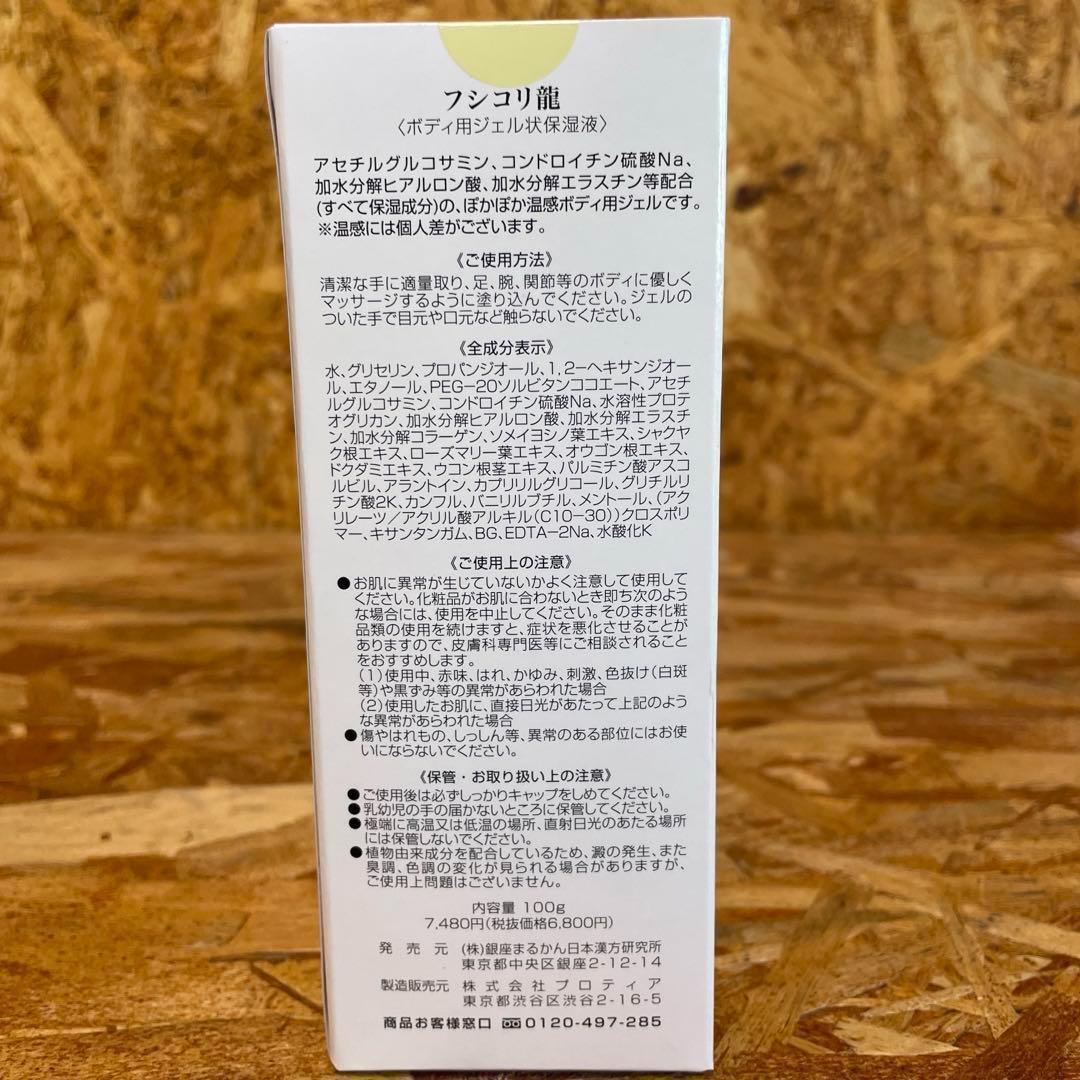 フシコリ龍
〈ボディ用ジェル状保湿液〉
アセチルグルコサミン、コンドロイチン硫酸Na、
加水分解ヒアルロン酸、加水分解エラスチン等配合
(すべて保湿成分)の、ぽかぽか温感ボディ用ジェルです。
※温感には個人差がございます。
《ご使用方法》
清潔な手に適量取り、足、腕、関節等のボディに優しく
マッサージするように塗り込んでください。ジェルの
ついた手で目元や口元など触らないでください。
《全成分表示》
水、グリセリン、プロパンジオール、1,2-ヘキサンジオー
ル、エタノール、PEG-20ソルビタンココエート、アセチ
ルグルコサミン、コンドロイチン硫酸Na、水溶性プロテ
オグリカン、加水分解ヒアルロン酸、加水分解エラスチ
ン、加水分解コラーゲン、ソメイヨシノ葉エキス、シャクヤ
ク根エキス、ローズマリー葉エキス、オウゴン根エキス、
ドクダミエキス、ウコン根茎エキス、パルミチン酸アスコ
ルビル、アラントイン、カプリリルグリコール、グリチルリ
チン酸2K、カンフル、バニリルブチル、メントール、(アク
リレーツ/アクリル酸アルキル(C10-30))クロスポリ
マー、キサンタンガム、BG、EDTA-2Na、水酸化K
《ご使用上の注意》
●お肌に異常が生じていないかよく注意して使用して
ください。化粧品がお肌に合わないとき即ち次のよう
な場合には、使用を中止してください。そのまま化粧
品類の使用を続けますと、症状を悪化させることが
ありますので、皮膚科専門医等にご相談されること
をおすすめします。
(1)使用中、赤味、はれ、かゆみ、刺激、色抜け(白斑
等)や黒ずみ等の異常があらわれた場合
(2)使用したお肌に、直接日光があたって上記のよう
な異常があらわれた場合
●傷やはれもの、しっしん等、異常のある部位にはお使
いにならないでください。
《保管・お取り扱い上の注意》
●ご使用後は必ずしっかりキャップをしめてください。
●乳幼児の手の届かないところに保管してください。
●極端に高温又は低温の場所、直射日光のあたる場所
には保管しないでください。
●植物由来成分を配合しているため、澱の発生、また
臭調、色調の変化が見られる場合がありますが、
ご使用上問題はございません。
内容量 100g
7,480円(税抜価格6,800円)
発売元 (株)銀座まるかん日本漢方研究所
東京都中央区銀座2-12-14
製造販売元 株式会社プロティア
東京都渋谷区渋谷2-16-5
商品お客様窓口 0120-497-285